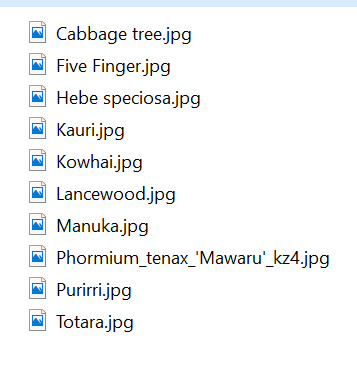 Cabbage tree.jpg
Five Finger.jpg
Hebe speciosa.jpg
Kauri.jpg
Kowhai.jpg
Lancewood.jpg
Manuka.jpg
Phormium_tenax_'Mawaru'_kz4.jpg
Purirri.jpg
Totara.jpg